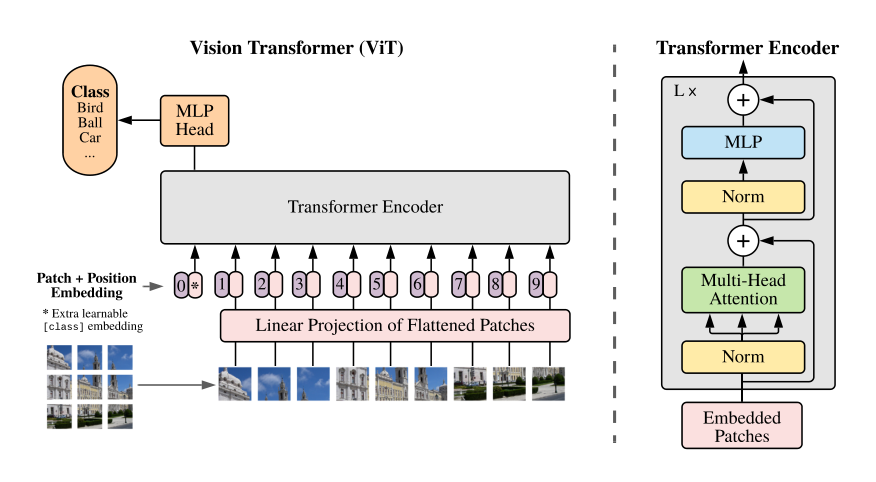 Vision Transformer (ViT)
Class
Bird
Ball
Car
...
MLP
Head
Transformer Encoder
Patch + Position
Embedding
* Extra learnable
[class] embedding
0 * 1 2 3 4 5 6 7 8 9
Linear Projection of Flattened Patches
Transformer Encoder
L ×
+
MLP
Norm
+
Multi-Head
Attention
Norm
Embedded
Patches